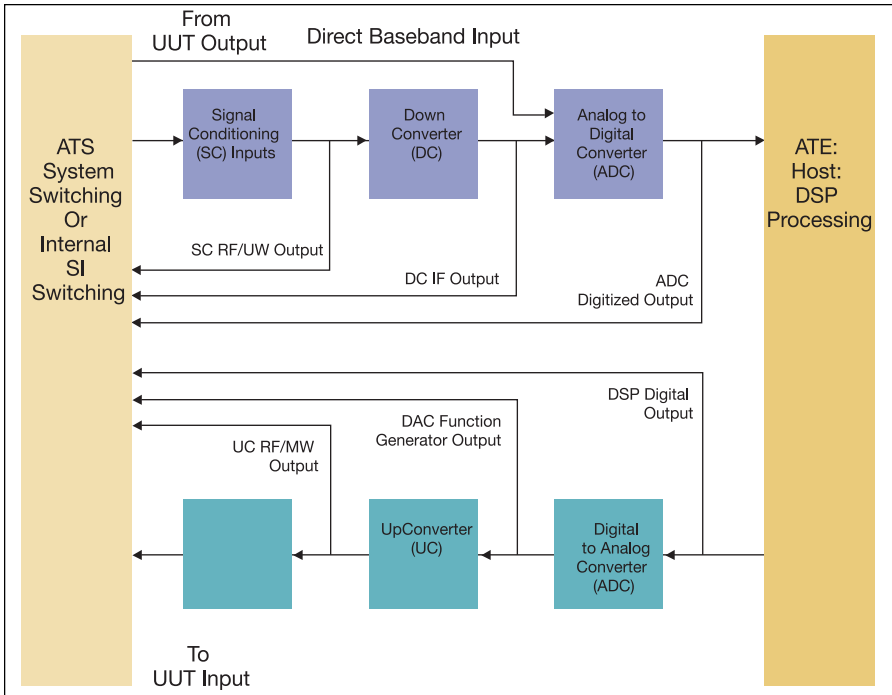 From
UUT Output
Direct Baseband Input
ATS
System
Switching
Or
Internal
SI
Switching
Signal
Conditioning
(SC) Inputs
Down
Converter
(DC)
Analog to
Digital
Converter
(ADC)
ATE:
Host:
DSP
Processing
SC RF/UW Output
DC IF Output
ADC
Digitized Output
DSP Digital
Output
DAC Function
Generator Output
UC RF/MW
Output
UpConverter
(UC)
Digital
to Analog
Converter
(ADC)
To
UUT Input